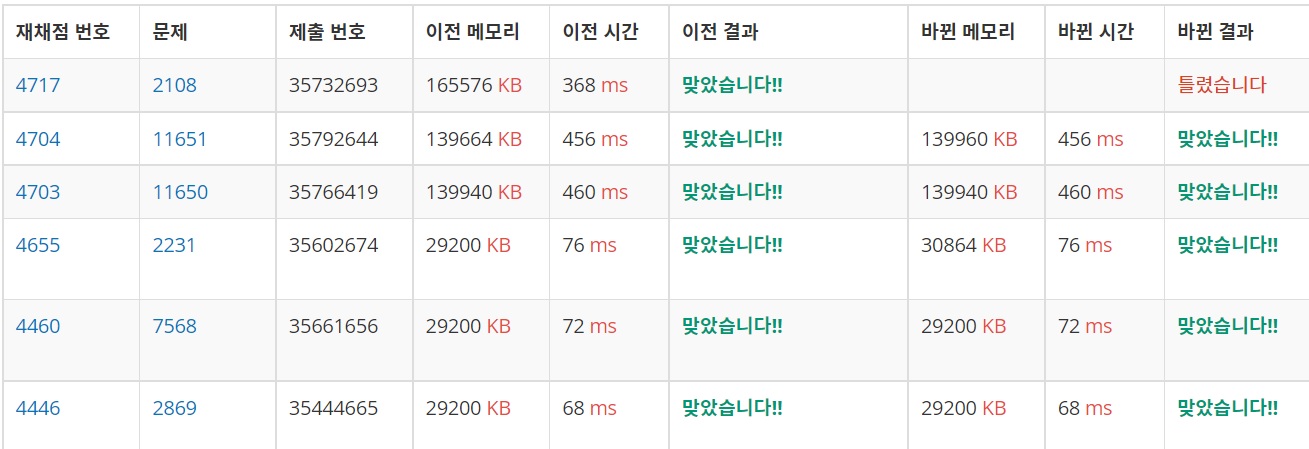 재채점 번호 문제 제출 번호 이전 메모리 이전 시간 이전 결과 바뀐 메모리 바뀐 시간 바뀐 결과
4717 2108 35732693 165576 KB 368 ms 맞았습니다!! 틀렸습니다
4704 11651 35792644 139664 KB 456 ms 맞았습니다!! 139960 KB 456 ms 맞았습니다!!
4703 11650 35766419 139940 KB 460 ms 맞았습니다!! 139940 KB 460 ms 맞았습니다!!
4655 2231 35602674 29200 KB 76 ms 맞았습니다!! 30864 KB 76 ms 맞았습니다!!
4460 7568 35661656 29200 KB 72 ms 맞았습니다!! 29200 KB 72 ms 맞았습니다!!
4446 2869 35444665 29200 KB 68 ms 맞았습니다!! 29200 KB 68 ms 맞았습니다!!